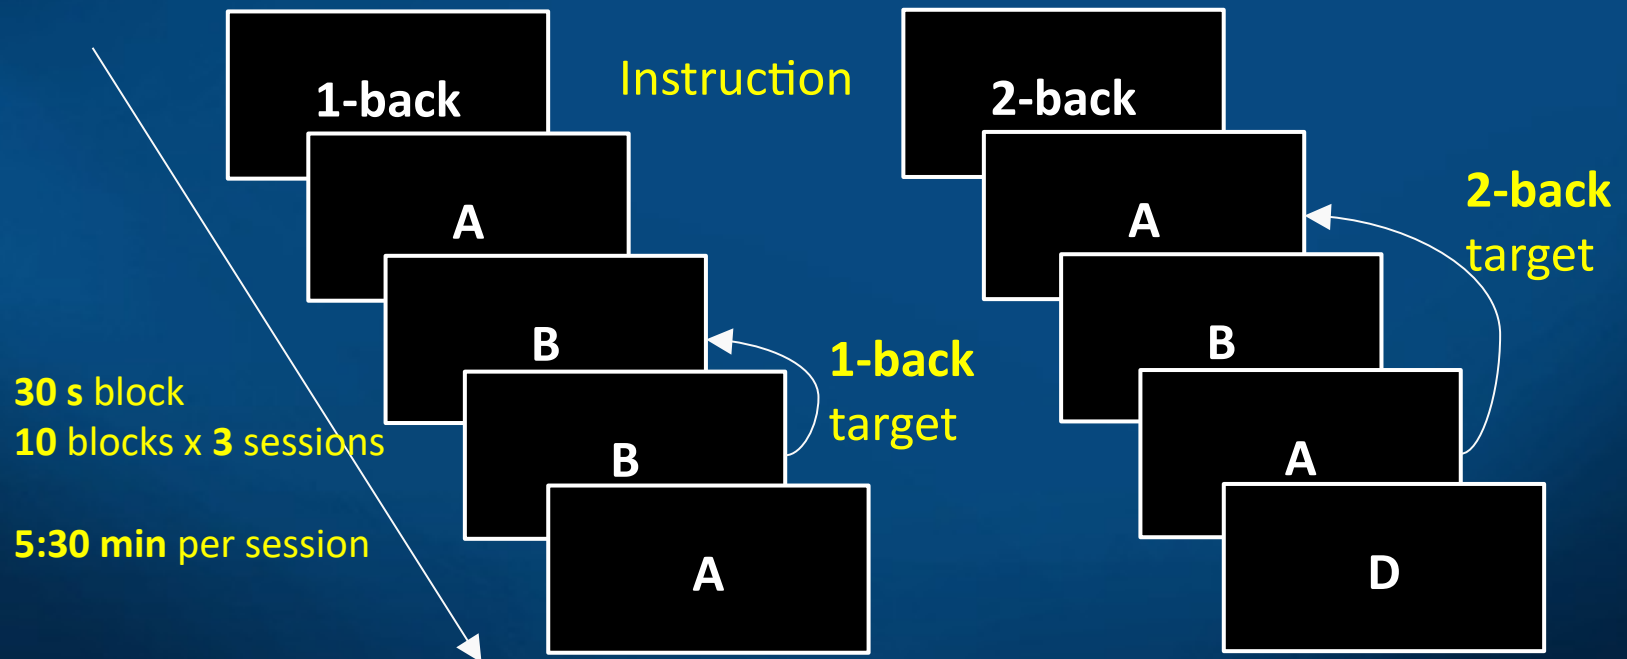 Instruction
1-back
A
B
B
A
1-back
target
2-back
A
B
A
D
2-back
target
30 s block
10 blocks x 3 sessions
5:30 min per session